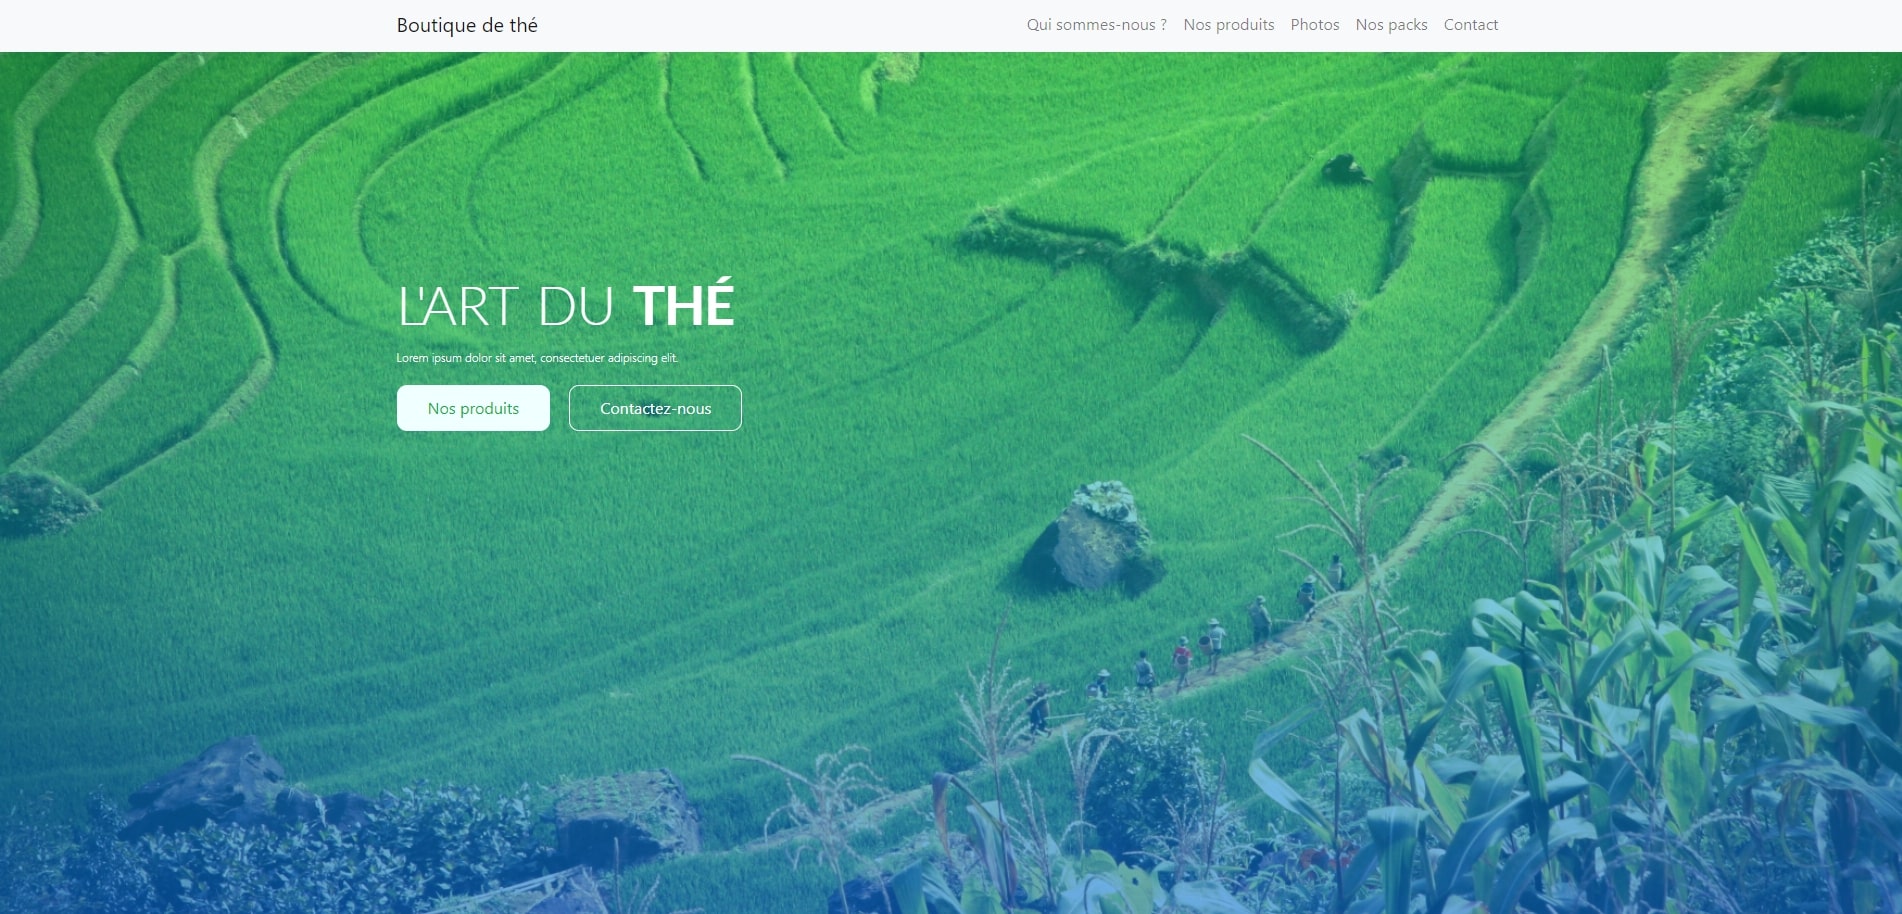 Boutique de thé
Qui sommes-nous ? Nos produits Photos Nos packs Contact
L'ART DU THÉ
Lorem ipsum dolor sit amet, consectetuer adipiscing elit.
Nos produits Contactez-nous